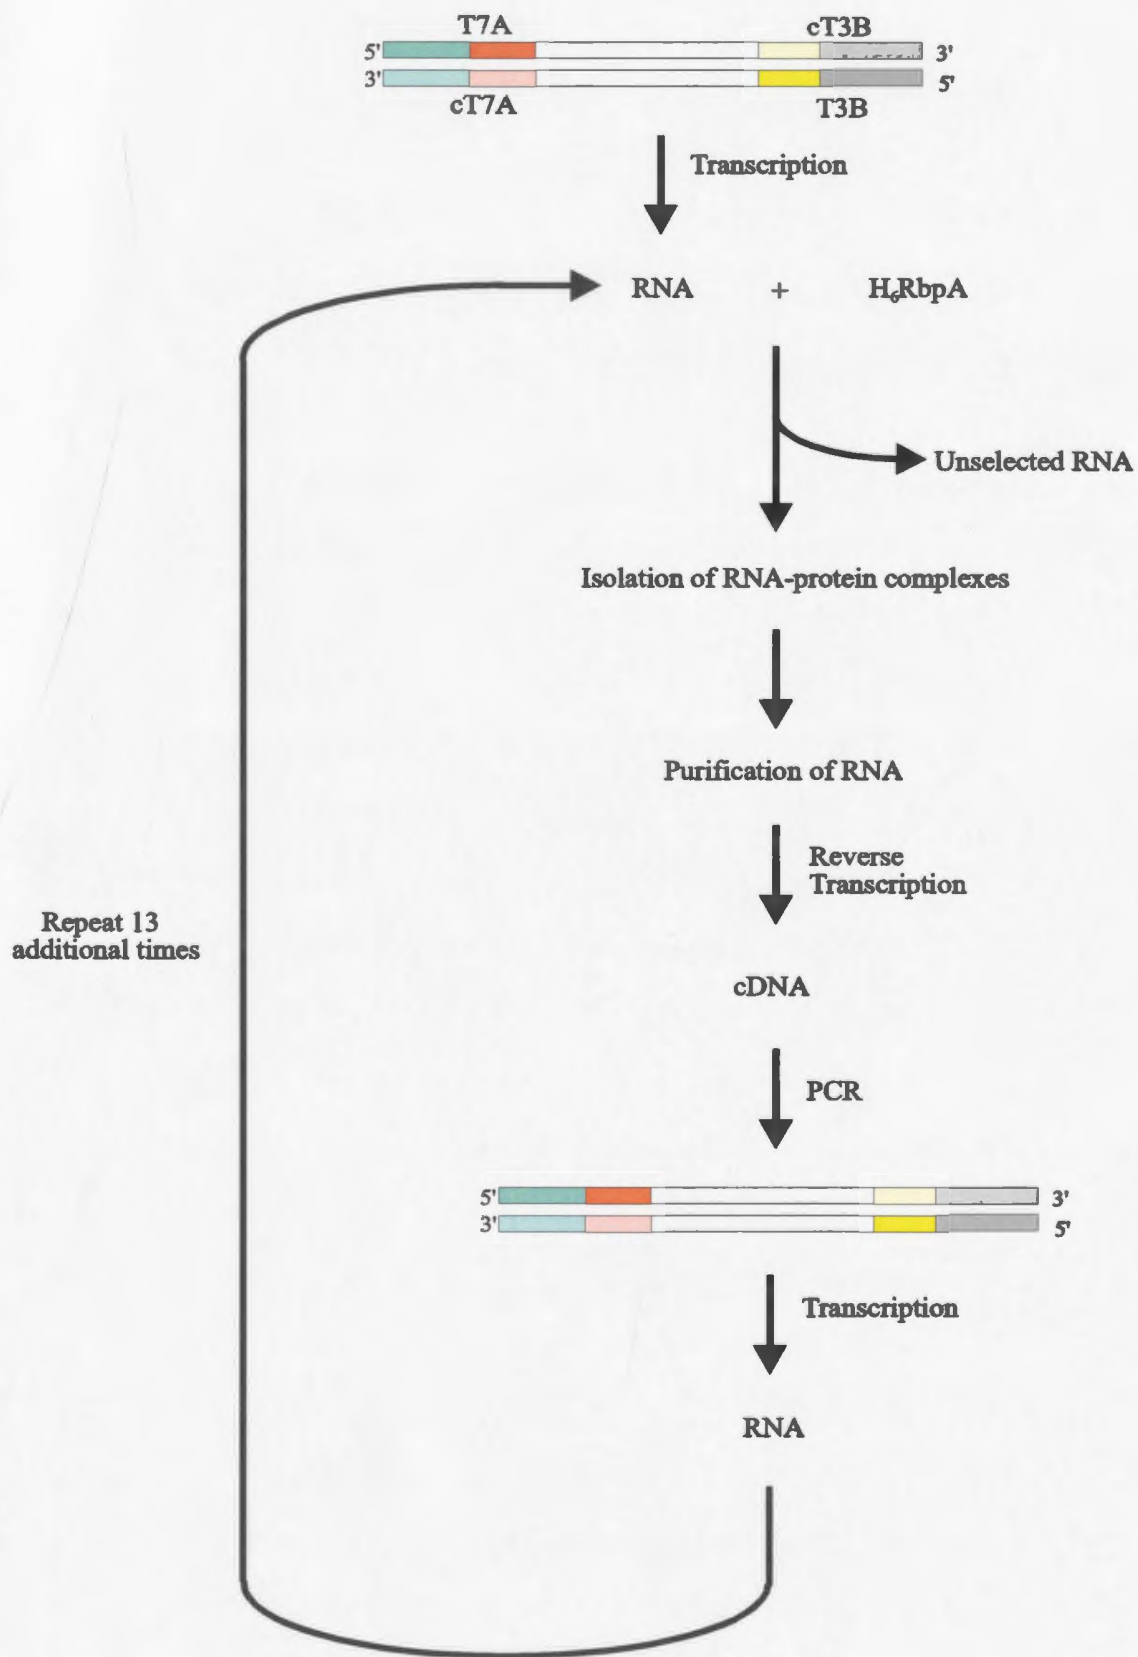 T7A cT3B
5' 3'
3' 5'
cT7A T3B
Transcription
RNA + H₆RbpA
Unselected RNA
Isolation of RNA-protein complexes
Purification of RNA
Reverse
Transcription
Repeat 13
additional times
cDNA
PCR
5' 3'
3' 5'
Transcription
RNA